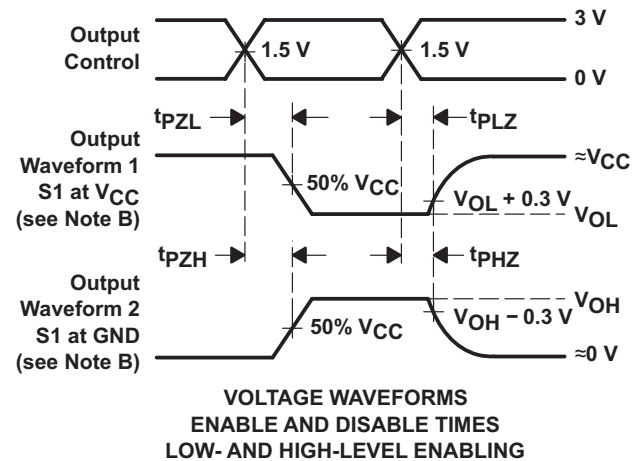 Output
Control
1.5 V
1.5 V
3 V
0 V
tPZL
tPLZ
Output
Waveform 1
S1 at VCC
(see Note B)
50% VCC
VOL + 0.3 V
≈VCC
VOL
tPZH
tPHZ
Output
Waveform 2
S1 at GND
(see Note B)
50% VCC
VOH − 0.3 V
VOH
≈0 V
VOLTAGE WAVEFORMS
ENABLE AND DISABLE TIMES
LOW- AND HIGH-LEVEL ENABLING